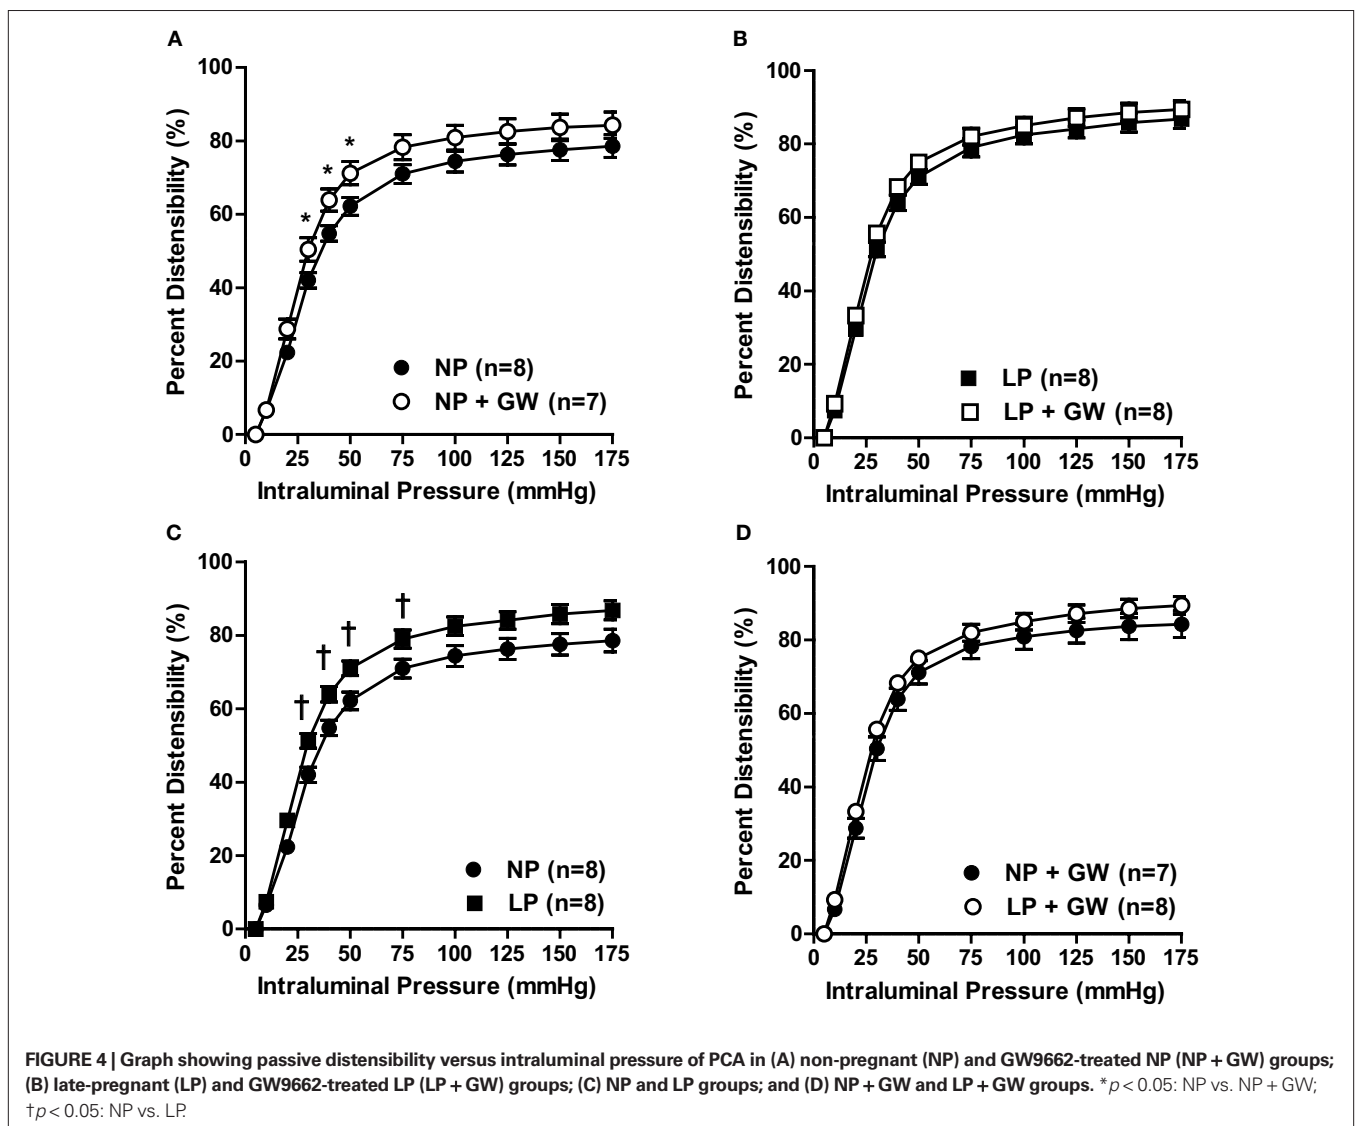 A
100
80
60
40
20
0
Percent Distensibility (%)
*
*
*
NP (n=8)
NP + GW (n=7)
0 25 50 75 100 125 150 175
Intraluminal Pressure (mmHg)
B
100
80
60
40
20
0
Percent Distensibility (%)
LP (n=8)
LP + GW (n=8)
0 25 50 75 100 125 150 175
Intraluminal Pressure (mmHg)
C
100
80
60
40
20
0
Percent Distensibility (%)
†
†
†
†
NP (n=8)
LP (n=8)
0 25 50 75 100 125 150 175
Intraluminal Pressure (mmHg)
D
100
80
60
40
20
0
Percent Distensibility (%)
NP + GW (n=7)
LP + GW (n=8)
0 25 50 75 100 125 150 175
Intraluminal Pressure (mmHg)
FIGURE 4 | Graph showing passive distensibility versus intraluminal pressure of PCA in (A) non-pregnant (NP) and GW9662-treated NP (NP + GW) groups;
(B) late-pregnant (LP) and GW9662-treated LP (LP + GW) groups; (C) NP and LP groups; and (D) NP + GW and LP + GW groups. *p < 0.05: NP vs. NP + GW;
†p < 0.05: NP vs. LP.